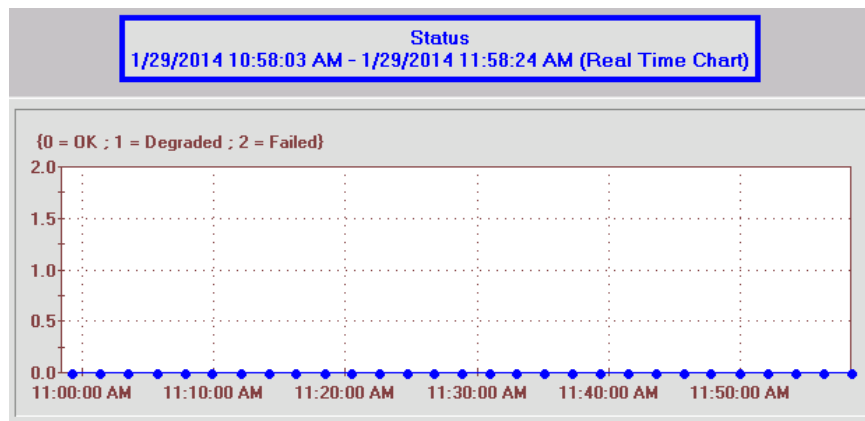 Status
1/29/2014 10:58:03 AM - 1/29/2014 11:58:24 AM (Real Time Chart)
{0 = OK ; 1 = Degraded ; 2 = Failed}
2.0
1.5
1.0
0.5
0.0
11:00:00 AM 11:10:00 AM 11:20:00 AM 11:30:00 AM 11:40:00 AM 11:50:00 AM